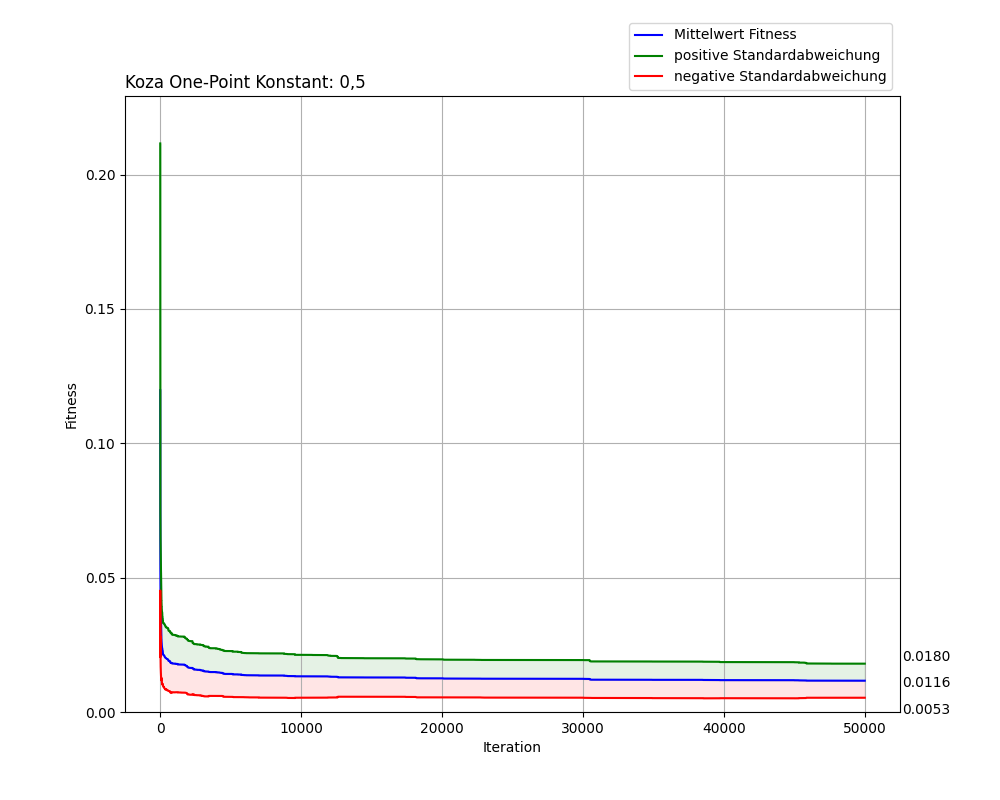 Mittelwert Fitness
positive Standardabweichung
negative Standardabweichung
Koza One-Point Konstant: 0,5
Fitness
0.20
0.15
0.10
0.05
0.00
0.0180
0.0116
0.0053
0
10000
20000
30000
40000
50000
Iteration